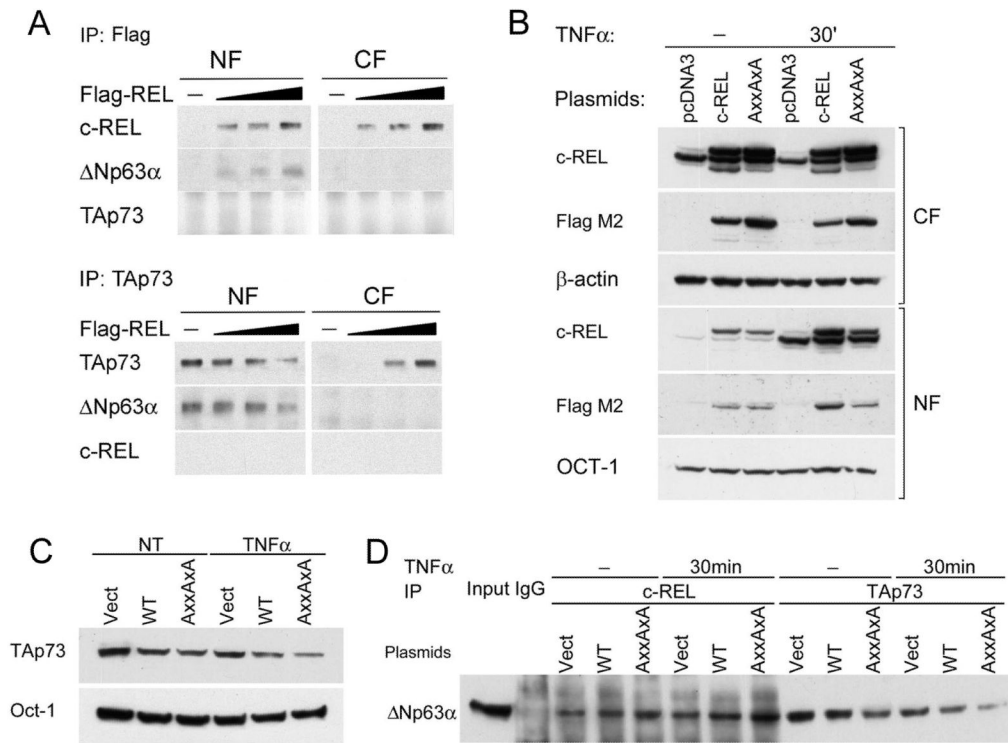 A
IP: Flag
NF CF
Flag-REL –
c-REL
ΔNp63α
TAp73
IP: TAp73
NF CF
Flag-REL – –
TAp73
ΔNp63α
c-REL
B
TNFα: – 30'
Plasmids: pcDNA3 c-REL AxxAxA pcDNA3 c-REL AxxAxA
c-REL
Flag M2
β-actin
CF
c-REL
Flag M2
OCT-1
NF
C
NT TNFα
Vect WT AxxAxA Vect WT AxxAxA
TAp73
Oct-1
D
TNFα – 30min – 30min
IP Input IgG c-REL TAp73
Plasmids Vect WT AxxAxA Vect WT AxxAxA Vect WT AxxAxA Vect WT AxxAxA
ΔNp63α